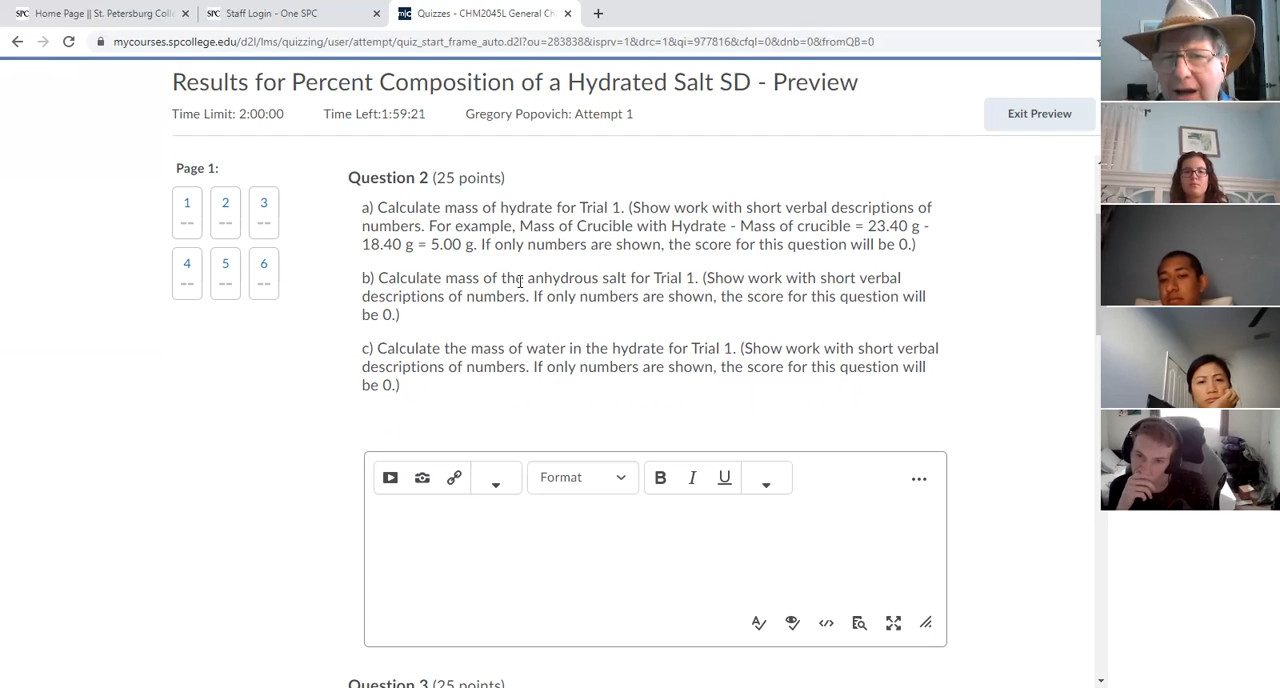 Home Page || St. Petersburg Coll
Staff Login - One SPC
Quizzes - CHM2045L General Ch
mycourses.spcollege.edu/d2l/lms/quizzing/user/attempt/quiz_start_frame_auto.d2l?ou=283838&isprv=1&drc=1&qi=977816&cfql=0&dnb=0&fromQB=0
Results for Percent Composition of a Hydrated Salt SD - Preview
Time Limit: 2:00:00 Time Left:1:59:21 Gregory Popovich: Attempt 1
Exit Preview
Page 1:
1 2 3
-- -- --
4 5 6
-- -- --
Question 2 (25 points)
a) Calculate mass of hydrate for Trial 1. (Show work with short verbal descriptions of
numbers. For example, Mass of Crucible with Hydrate - Mass of crucible = 23.40 g -
18.40 g = 5.00 g. If only numbers are shown, the score for this question will be 0.)
b) Calculate mass of the anhydrous salt for Trial 1. (Show work with short verbal
descriptions of numbers. If only numbers are shown, the score for this question will
be 0.)
c) Calculate the mass of water in the hydrate for Trial 1. (Show work with short verbal
descriptions of numbers. If only numbers are shown, the score for this question will
be 0.)
Format
B I U
Question 3 (25 points)